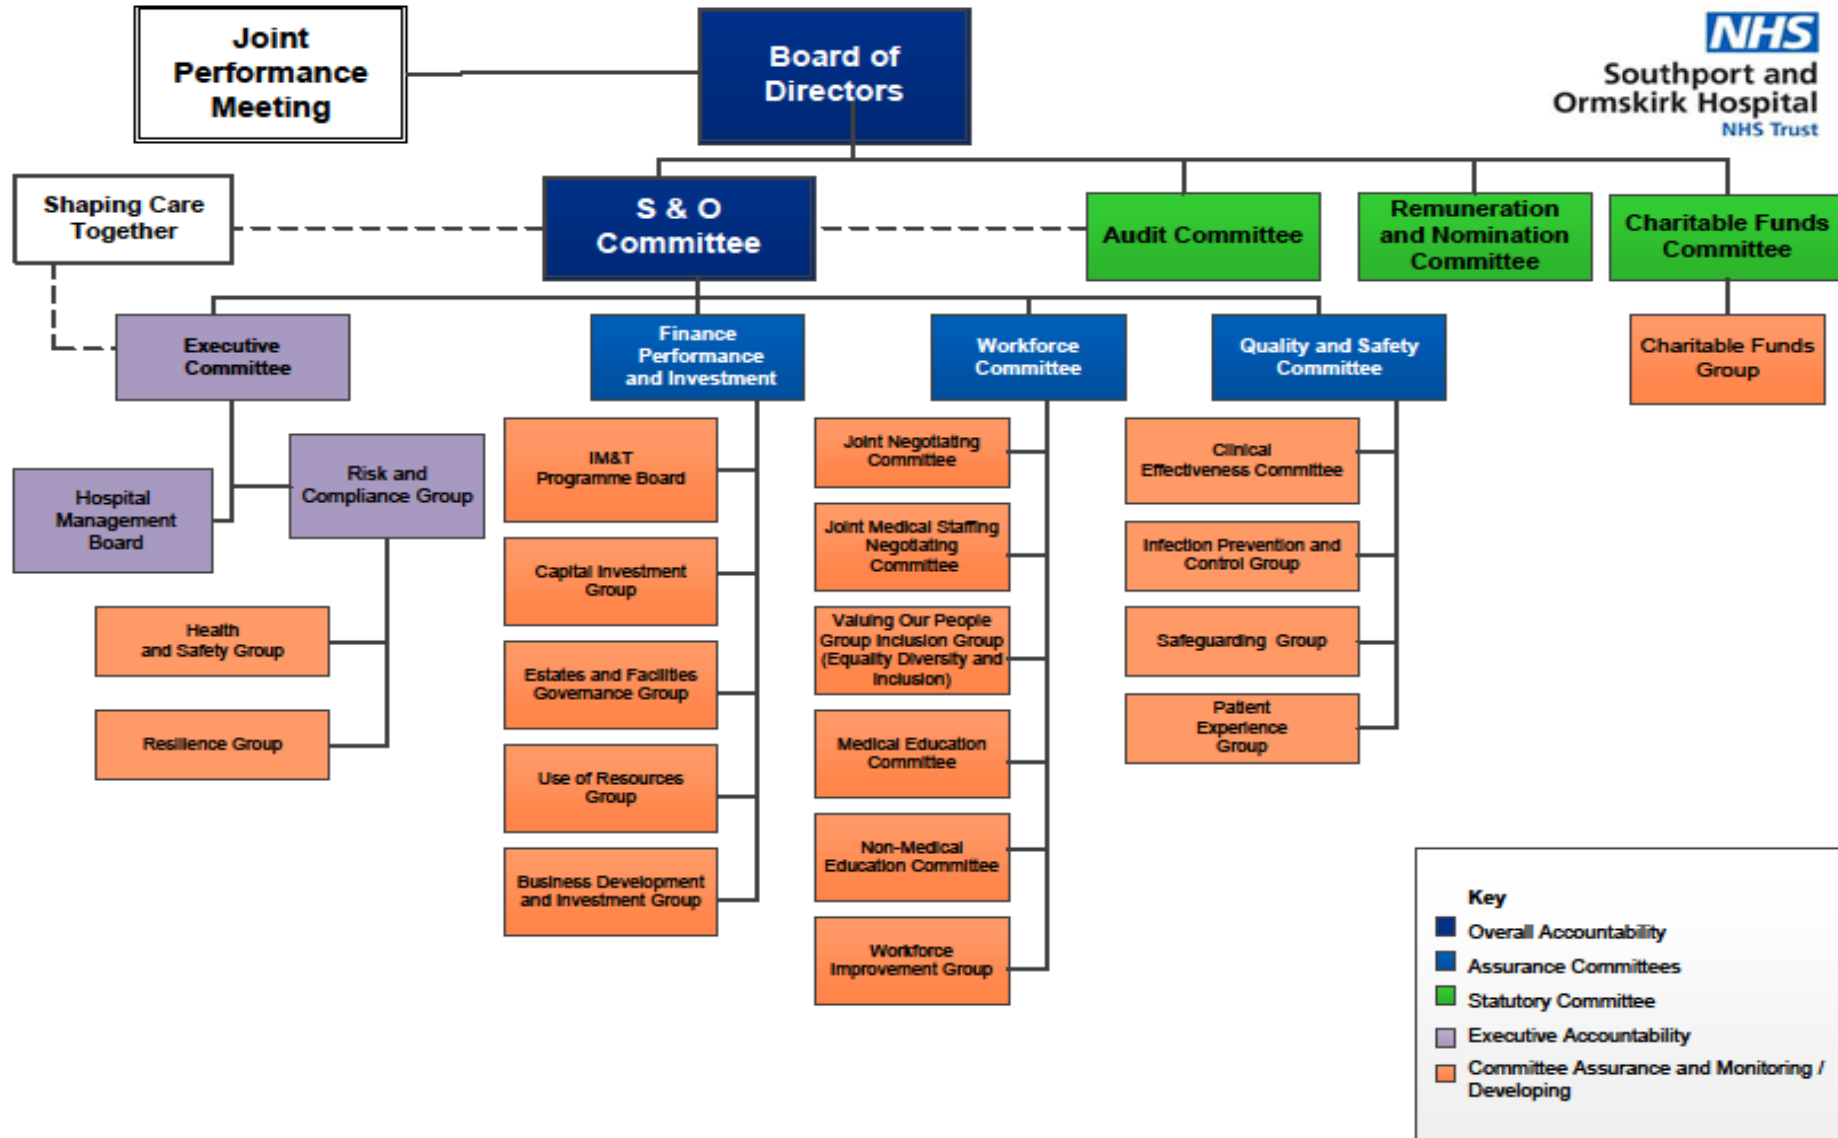 Joint
Performance
Meeting
Board of
Directors
NHS
Southport and
Ormskirk Hospital
NHS Trust
Shaping Care
Together
S & O
Committee
Audit Committee
Remuneration
and Nomination
Committee
Charitable Funds
Committee
Executive
Committee
Finance
Performance
and Investment
Workforce
Committee
Quality and Safety
Committee
Charitable Funds
Group
Hospital
Management
Board
Risk and
Compliance Group
Health
and Safety Group
Resilience Group
IM&T
Programme Board
Capital Investment
Group
Estates and Facilities
Governance Group
Use of Resources
Group
Business Development
and Investment Group
Joint Negotiating
Committee
Joint Medical Staffing
Negotiating
Committee
Valuing Our People
Group Inclusion Group
(Equality Diversity and
Inclusion)
Medical Education
Committee
Non-Medical
Education Committee
Workforce
Improvement Group
Clinical
Effectiveness Committee
Infection Prevention and
Control Group
Safeguarding Group
Patient
Experience
Group
Key
Overall Accountability
Assurance Committees
Statutory Committee
Executive Accountability
Committee Assurance and Monitoring /
Developing